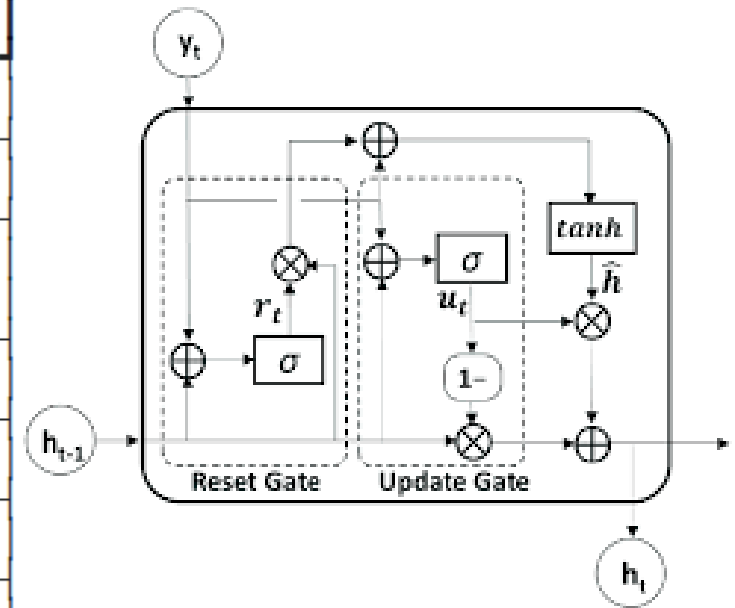 y_t
tanh
σ
ĥ
r_t
u_t
σ
1-
h_{t-1}
Reset Gate
Update Gate
h_t